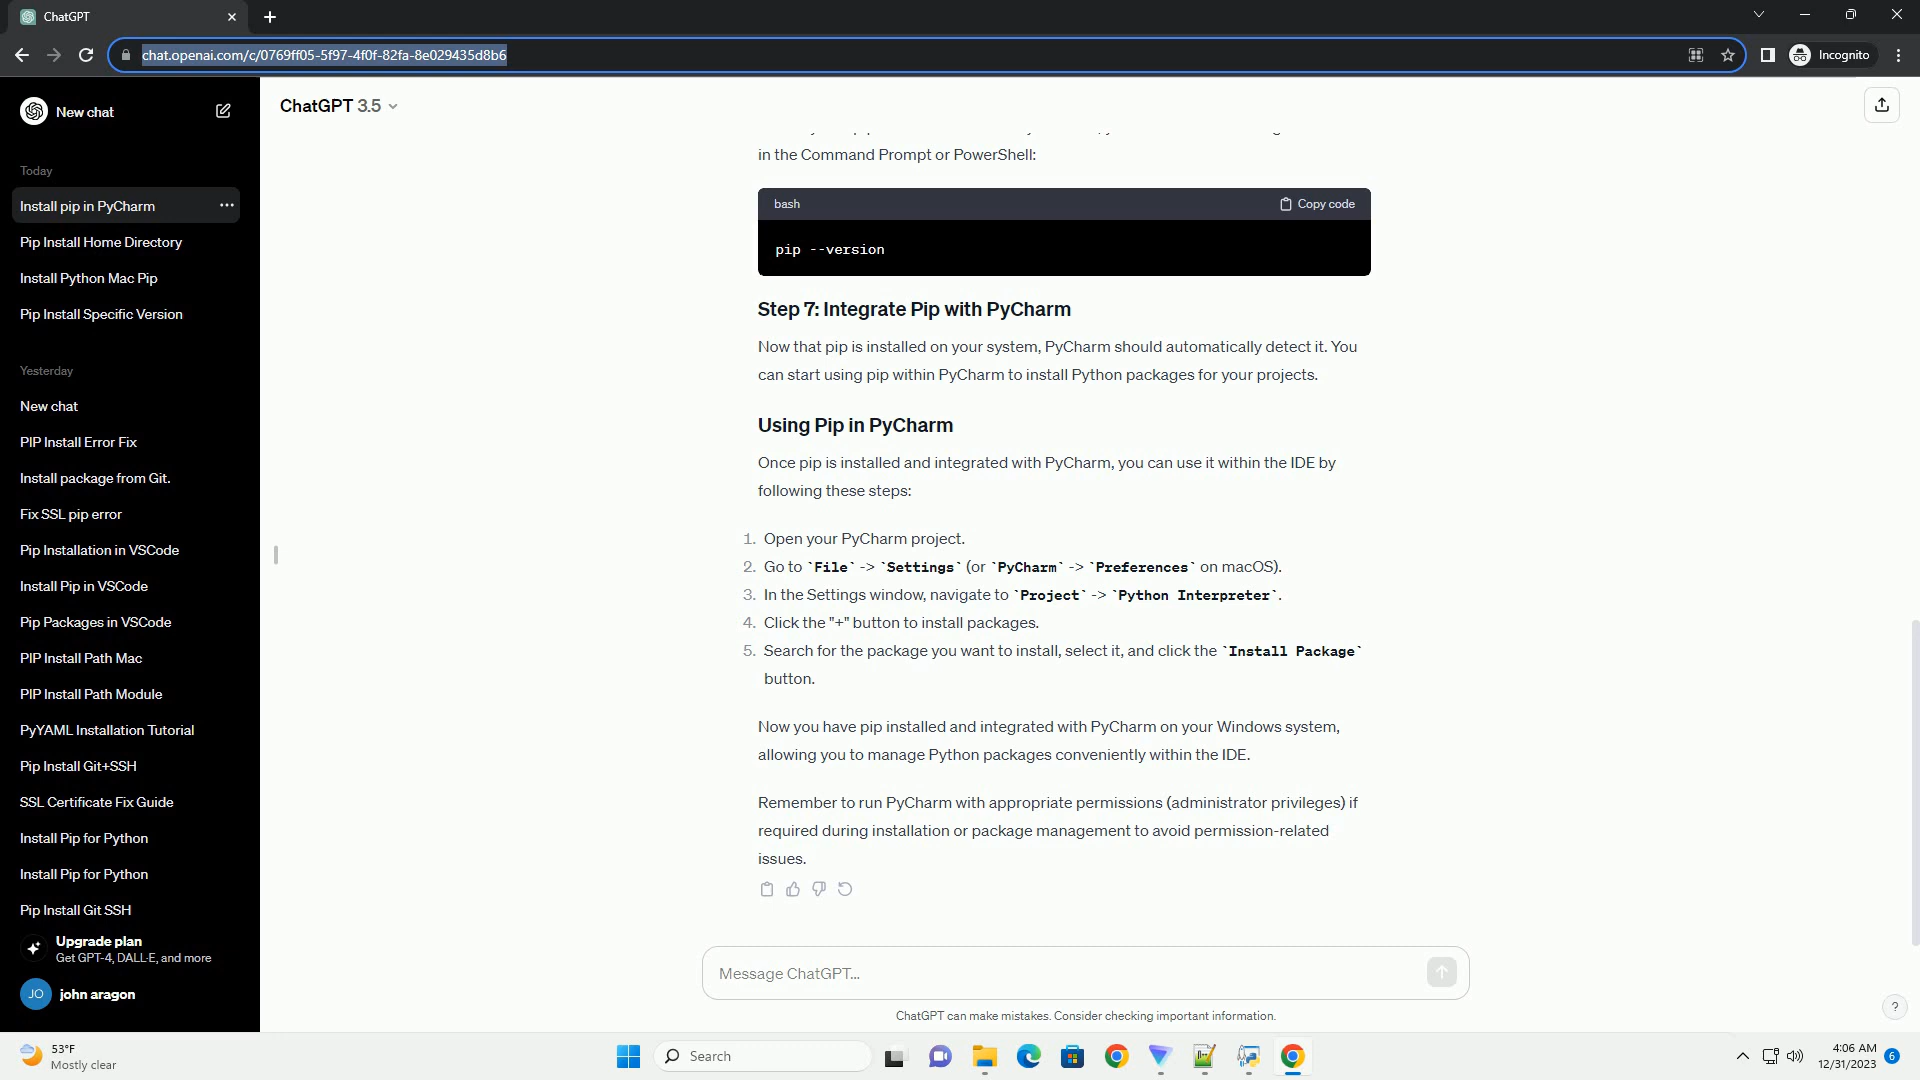 ChatGPT
chat.openai.com/c/0769ff05-5f97-4f0f-82fa-8e029435d8b6
Incognito
New chat
Today
Install pip in PyCharm
Pip Install Home Directory
Install Python Mac Pip
Pip Install Specific Version
Yesterday
New chat
PIP Install Error Fix
Install package from Git.
Fix SSL pip error
Pip Installation in VSCode
Install Pip in VSCode
Pip Packages in VSCode
PIP Install Path Mac
PIP Install Path Module
PyYAML Installation Tutorial
Pip Install Git+SSH
SSL Certificate Fix Guide
Install Pip for Python
Install Pip for Python
Pip Install Git SSH
Upgrade plan
Get GPT-4, DALL·E, and more
JO
john aragon
ChatGPT 3.5
in the Command Prompt or PowerShell:
bash
Copy code
pip --version
Step 7: Integrate Pip with PyCharm
Now that pip is installed on your system, PyCharm should automatically detect it. You
can start using pip within PyCharm to install Python packages for your projects.
Using Pip in PyCharm
Once pip is installed and integrated with PyCharm, you can use it within the IDE by
following these steps:
1. Open your PyCharm project.
2. Go to `File` -> `Settings` (or `PyCharm` -> `Preferences` on macOS).
3. In the Settings window, navigate to `Project` -> `Python Interpreter`.
4. Click the "+" button to install packages.
5. Search for the package you want to install, select it, and click the `Install Package`
button.
Now you have pip installed and integrated with PyCharm on your Windows system,
allowing you to manage Python packages conveniently within the IDE.
Remember to run PyCharm with appropriate permissions (administrator privileges) if
required during installation or package management to avoid permission-related
issues.
Message ChatGPT...
ChatGPT can make mistakes. Consider checking important information.
?
53°F
Mostly clear
Search
4:06 AM
12/31/2023
6